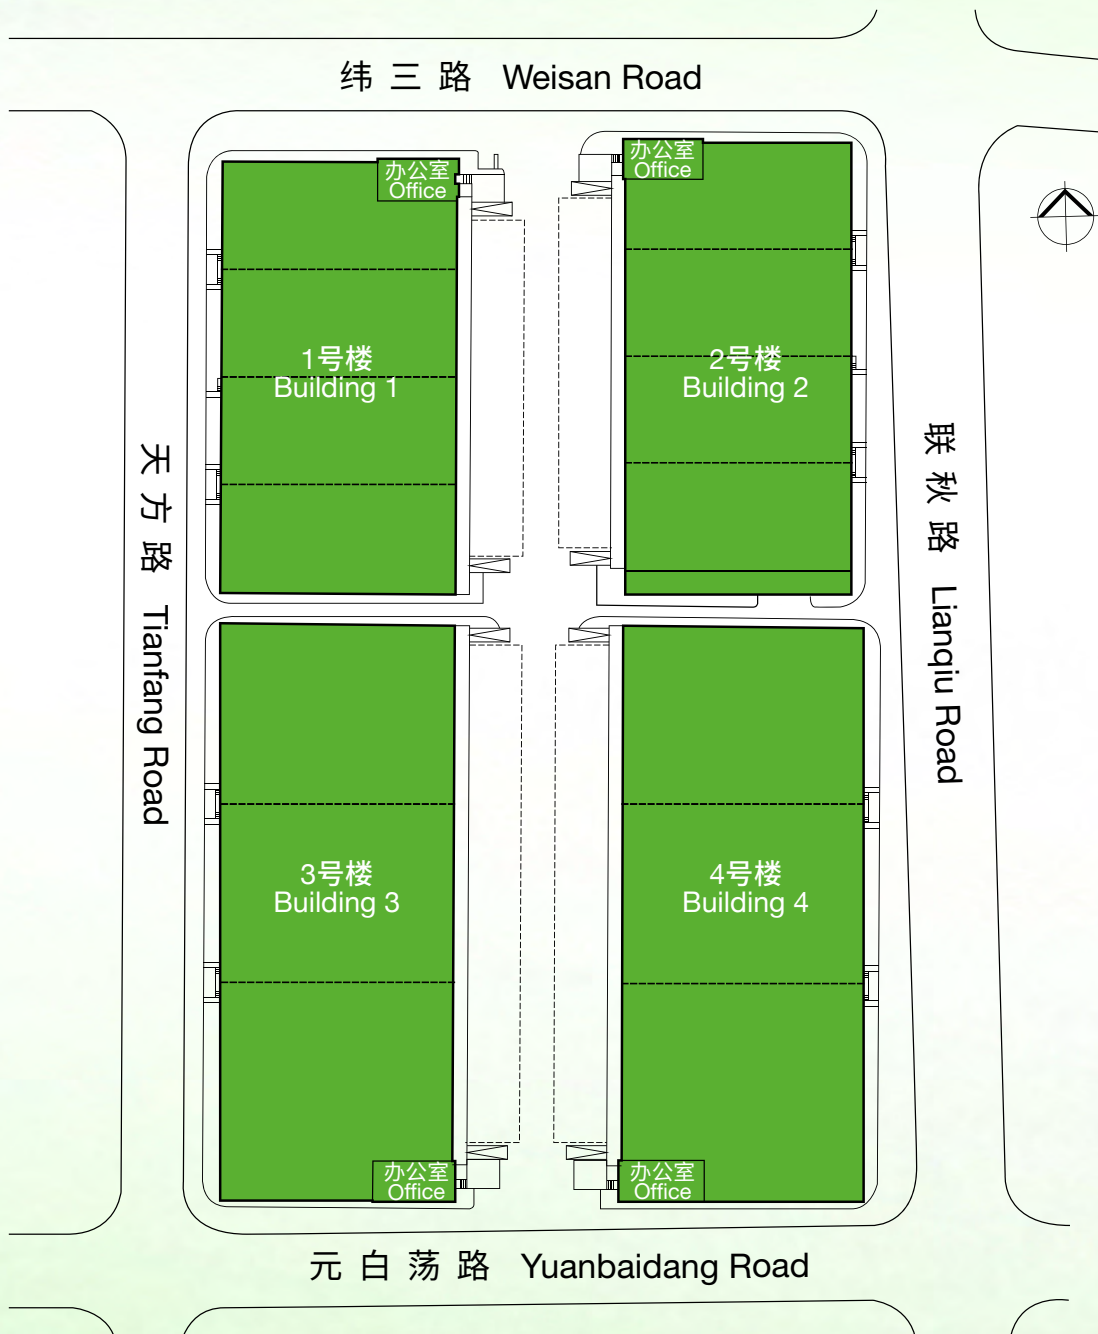 纬三路 Weisan Road
办公室
Office
办公室
Office
1号楼
Building 1
2号楼
Building 2
天方路 Tianfang Road
联秋路 Lianqiu Road
3号楼
Building 3
4号楼
Building 4
办公室
Office
办公室
Office
元白荡路 Yuanbaidang Road